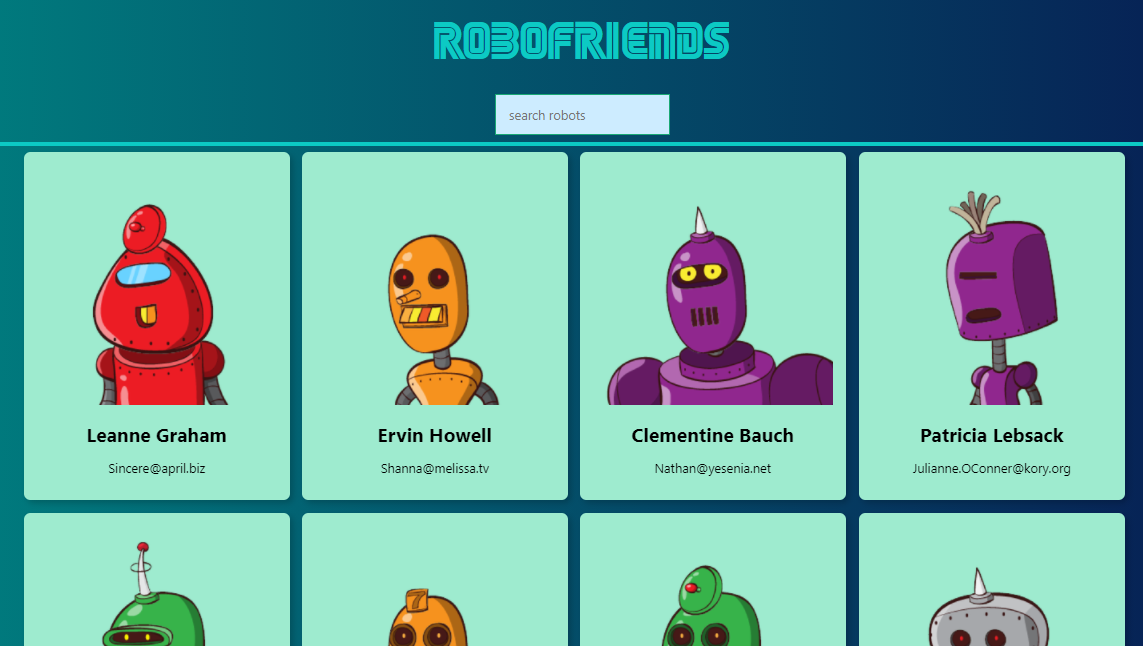 ROBOFRIENDS
search robots
Leanne Graham
Sincere@april.biz
Ervin Howell
Shanna@melissa.tv
Clementine Bauch
Nathan@yesenia.net
Patricia Lebsack
Julianne.OConner@kory.org
7